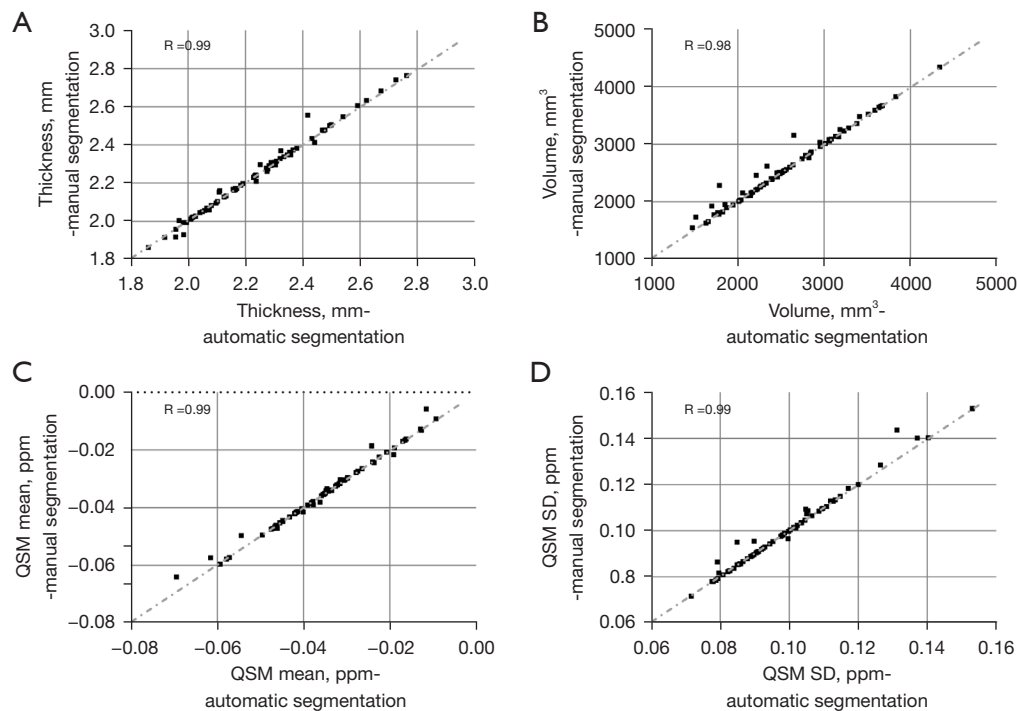 A
3.0
2.8
2.6
2.4
2.2
2.0
1.8
Thickness, mm
-manual segmentation
R =0.99
1.8 2.0 2.2 2.4 2.6 2.8 3.0
Thickness, mm-
automatic segmentation
B
5000
4000
3000
2000
1000
Volume, mm³
-manual segmentation
R =0.98
1000 2000 3000 4000 5000
Volume, mm³-
automatic segmentation
C
0.00
−0.02
−0.04
−0.06
−0.08
QSM mean, ppm
-manual segmentation
R =0.99
−0.08 −0.06 −0.04 −0.02 0.00
QSM mean, ppm-
automatic segmentation
D
0.16
0.14
0.12
0.10
0.8
0.06
QSM SD, ppm
-manual segmentation
R =0.99
0.06 0.06 0.10 0.12 0.10 0.16
QSM SD, ppm-
automatic segmentation